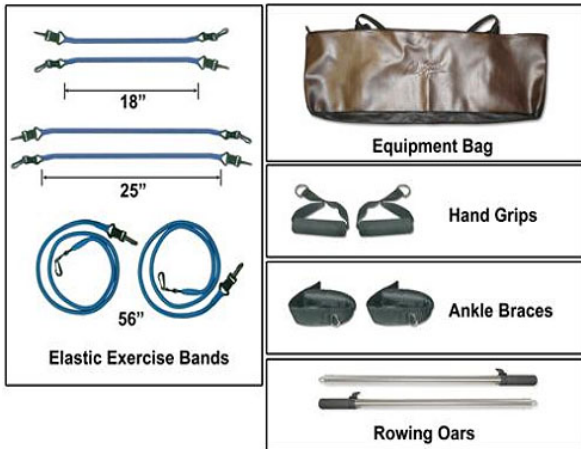 18”
25”
56”
Elastic Exercise Bands
Equipment Bag
Hand Grips
Ankle Braces
Rowing Oars